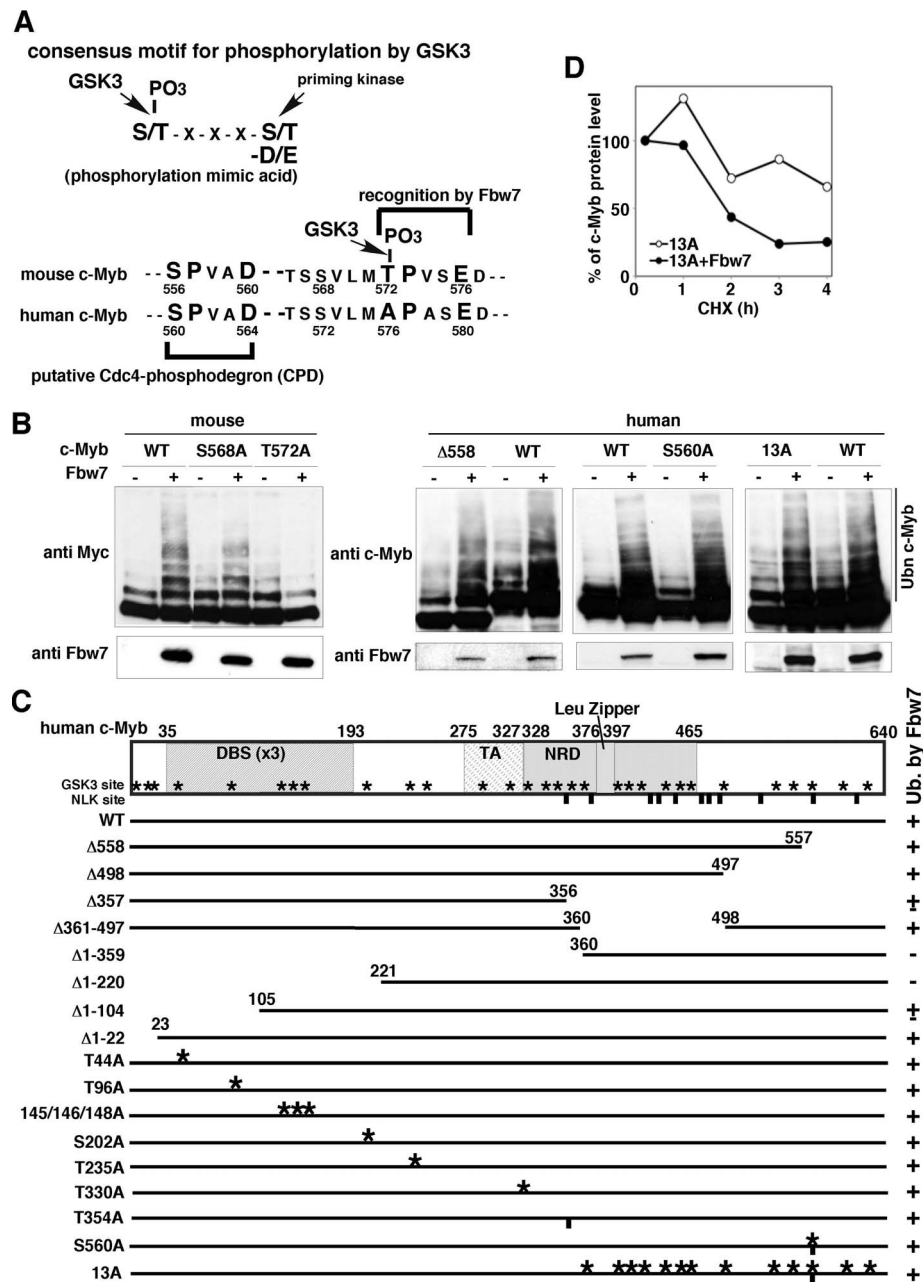 A
consensus motif for phosphorylation by GSK3
GSK3 PO3 priming kinase
S/T - x - x - x - S/T
-D/E
(phosphorylation mimic acid)
recognition by Fbw7
GSK3 PO3
mouse c-Myb -- S P V A D -- T S S V L M T P V S E D --
556 560 568 572 576
human c-Myb -- S P V A D -- T S S V L M A P A S E D --
560 564 572 576 580
putative Cdc4-phosphodegron (CPD)
D
% of c-Myb protein level
100
50
0
13A
13A+Fbw7
0 1 2 3 4
CHX (h)
B
mouse human
c-Myb WT S568A T572A Δ558 WT WT S560A 13A WT
Fbw7 - + - + - + - + - + - + - + - + - +
anti Myc anti c-Myb Ubn c-Myb
anti Fbw7 anti Fbw7
C
Leu Zipper
human c-Myb 35 193 275 327 328 376 397 465 640
DBS (x3) TA NRD
Ub. by Fbw7
GSK3 site * * * * * * * * * * * * * * * * * * * * * * * * * * * * * * *
NLK site
WT +
Δ558 557 +
Δ498 497 +
Δ357 356 ±
Δ361-497 360 498 +
Δ1-359 360 -
Δ1-220 221 -
Δ1-104 105 ±
Δ1-22 23 +
T44A * +
T96A * +
145/146/148A *** +
S202A * +
T235A * +
T330A * +
T354A +
S560A * +
13A * * * * * * * * * * * * * +